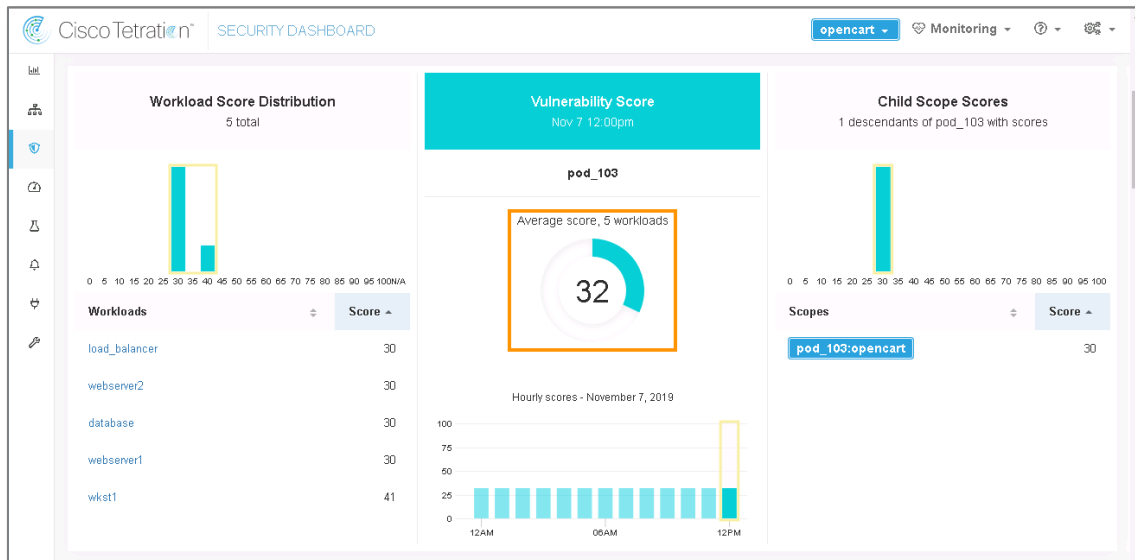 Cisco Tetration™ SECURITY DASHBOARD opencart Monitoring
Workload Score Distribution
5 total
0 5 10 15 20 25 30 35 40 45 50 55 60 65 70 75 80 85 90 95 100N/A
Workloads Score
load_balancer 30
webserver2 30
database 30
webserver1 30
wkst1 41
Vulnerability Score
Nov 7 12:00pm
pod_103
Average score, 5 workloads
32
Hourly scores - November 7, 2019
100
75
50
25
0
12AM 06AM 12PM
Child Scope Scores
1 descendants of pod_103 with scores
0 5 10 15 20 25 30 35 40 45 50 55 60 65 70 75 80 85 90 95 100
Scopes Score
pod_103:opencart 30